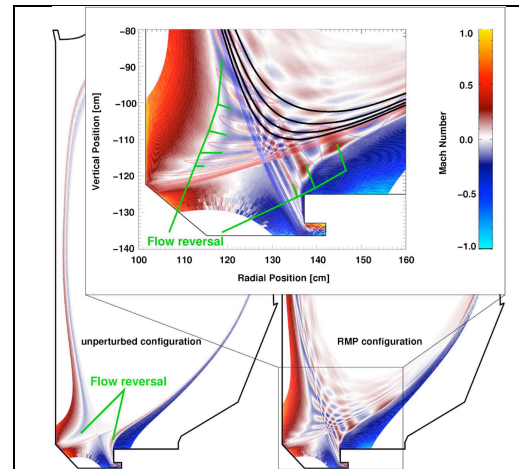 -80
-90
-100
-110
-120
-130
-140
Vertical Position [cm]
100 110 120 130 140 150 160
Radial Position [cm]
Flow reversal
1.0
0.5
0.0
-0.5
-1.0
Mach Number
unperturbed configuration
Flow reversal
RMP configuration